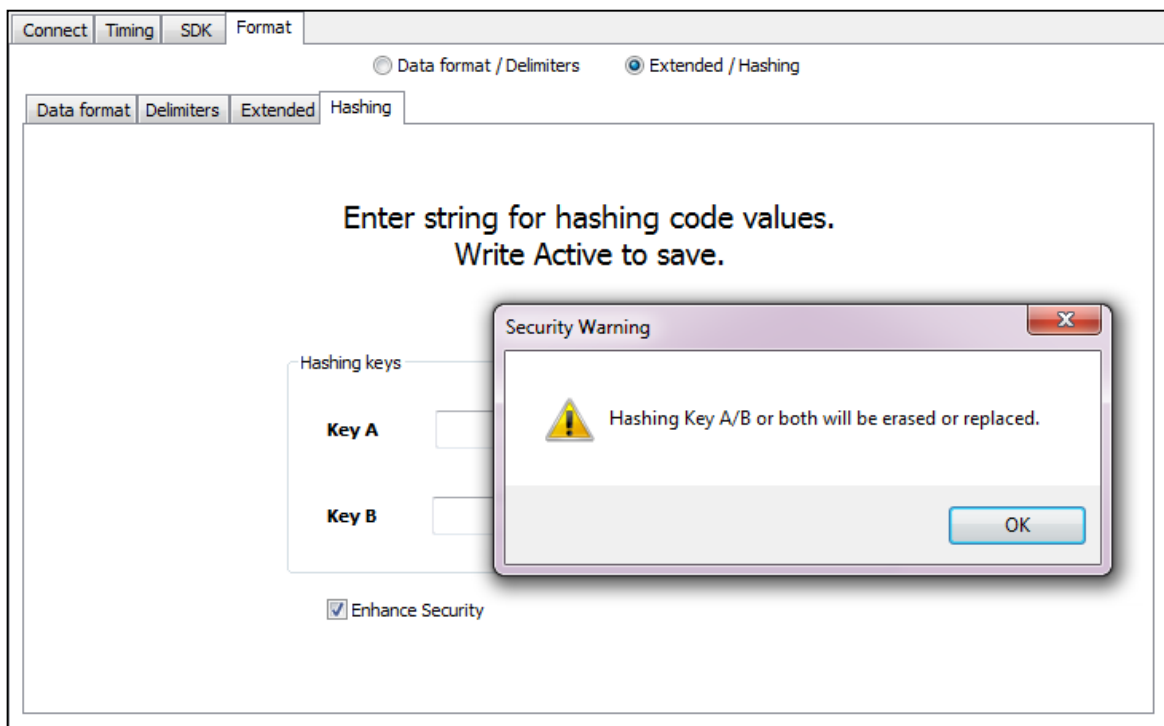 Connect Timing SDK Format
Data format / Delimiters Extended / Hashing
Data format Delimiters Extended Hashing
Enter string for hashing code values.
Write Active to save.
Security Warning
Hashing keys
Hashing Key A/B or both will be erased or replaced.
Key A
Key B
OK
Enhance Security